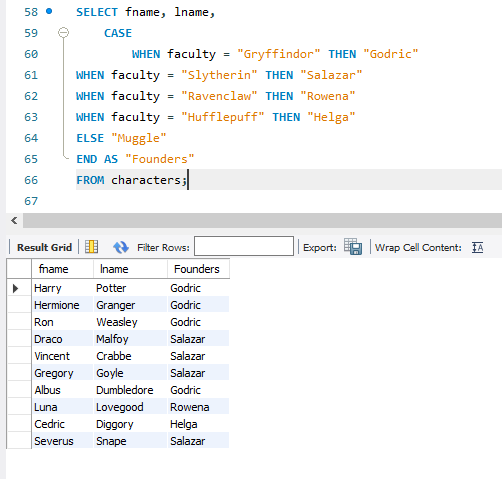 58 SELECT fname, lname,
59 CASE
60 WHEN faculty = "Gryffindor" THEN "Godric"
61 WHEN faculty = "Slytherin" THEN "Salazar"
62 WHEN faculty = "Ravenclaw" THEN "Rowena"
63 WHEN faculty = "Hufflepuff" THEN "Helga"
64 ELSE "Muggle"
65 END AS "Founders"
66 FROM characters;
67
Result Grid Filter Rows: Export: Wrap Cell Content: IA
fname lname Founders
Harry Potter Godric
Hermione Granger Godric
Ron Weasley Godric
Draco Malfoy Salazar
Vincent Crabbe Salazar
Gregory Goyle Salazar
Albus Dumbledore Godric
Luna Lovegood Rowena
Cedric Diggory Helga
Severus Snape Salazar